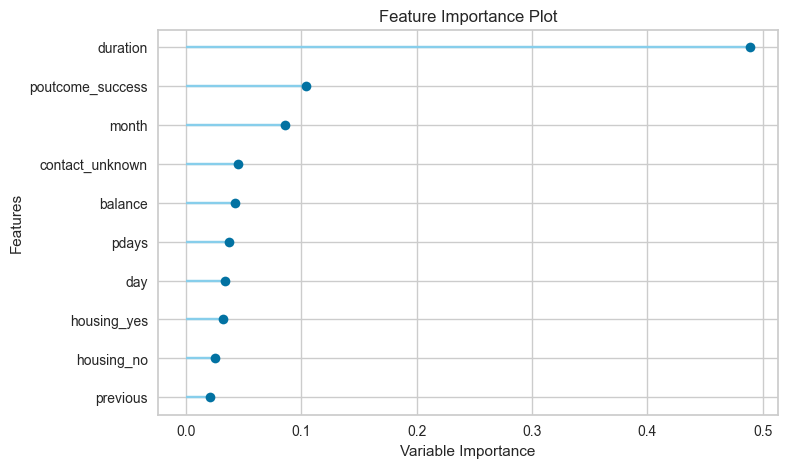 Feature Importance Plot
Features
duration
poutcome_success
month
contact_unknown
balance
pdays
day
housing_yes
housing_no
previous
0.0 0.1 0.2 0.3 0.4 0.5
Variable Importance